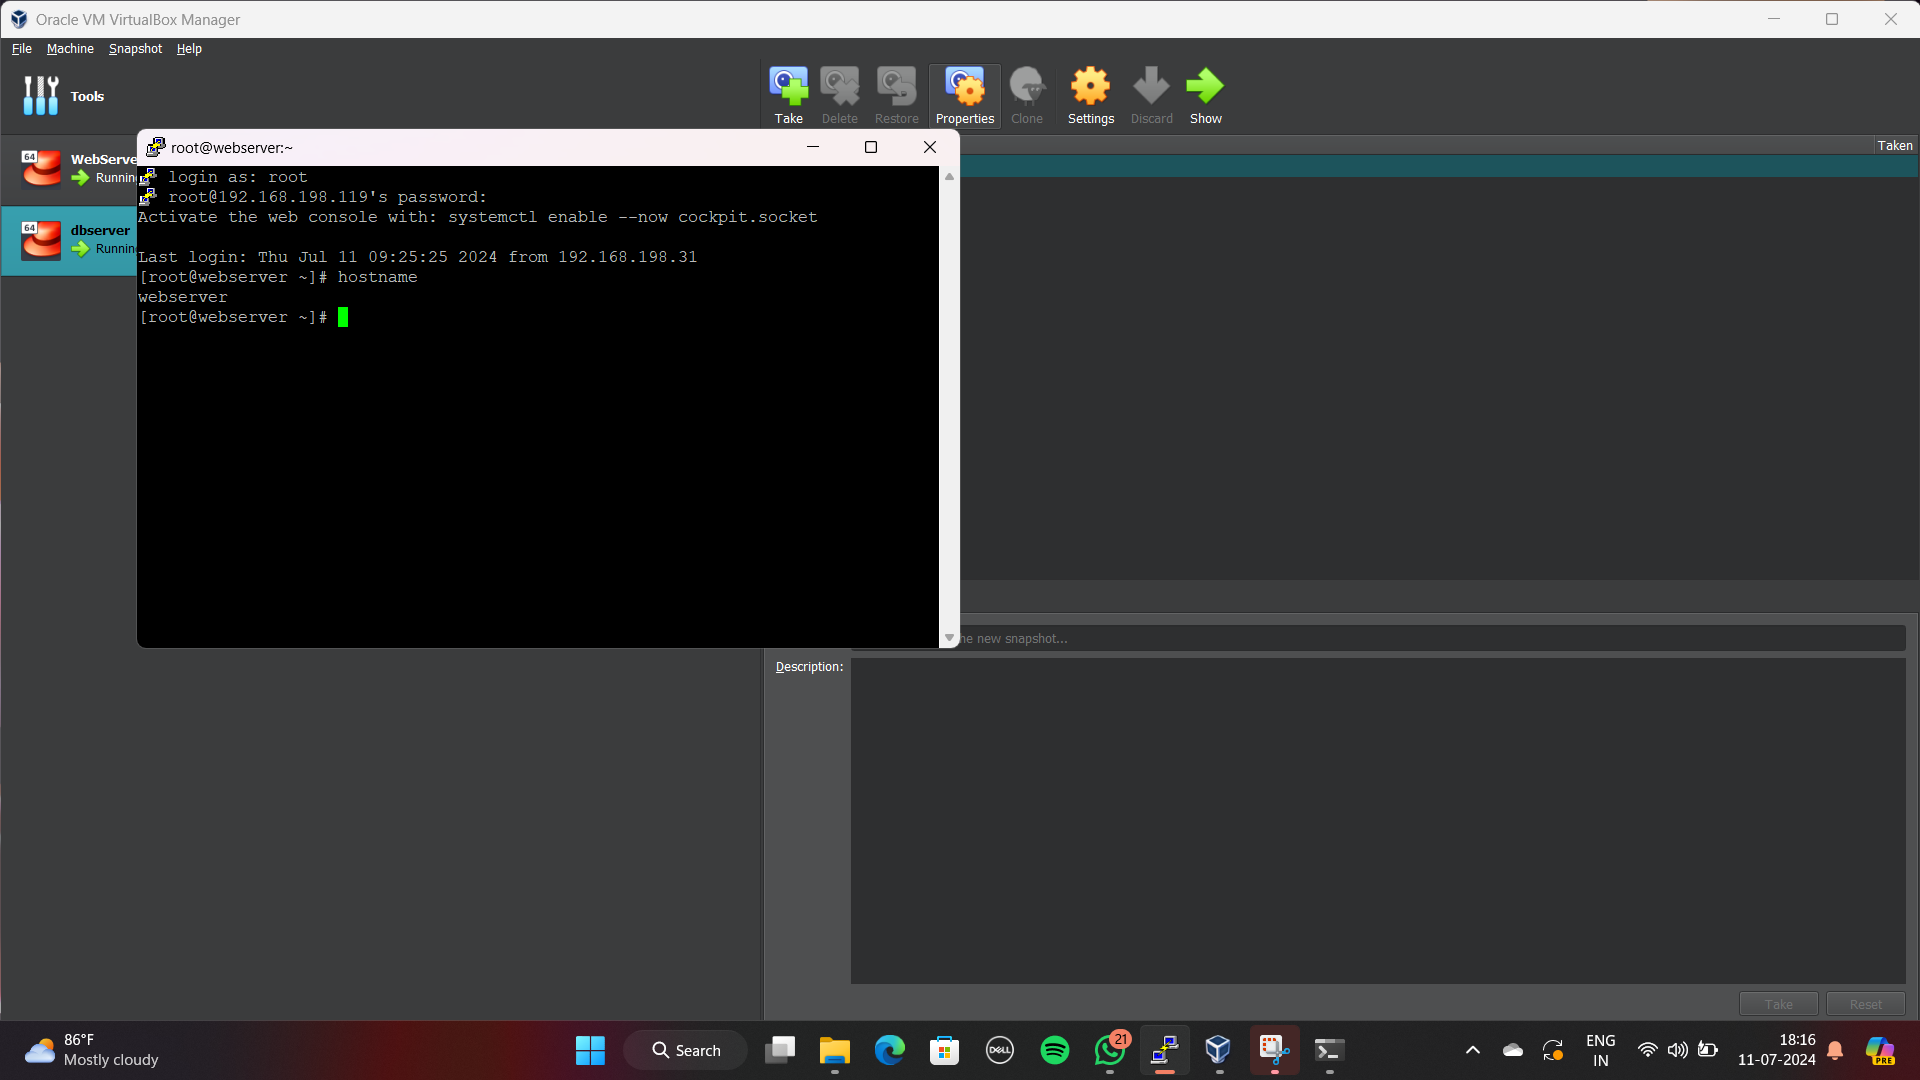 Oracle VM VirtualBox Manager
File Machine Snapshot Help
Tools
Take Delete Restore Properties Clone Settings Discard Show
Taken
64
WebServe
Runnin
64
dbserver
Runnin
root@webserver:~
login as: root
root@192.168.198.119's password:
Activate the web console with: systemctl enable --now cockpit.socket
Last login: Thu Jul 11 09:25:25 2024 from 192.168.198.31
[root@webserver ~]# hostname
webserver
[root@webserver ~]#
he new snapshot...
Description:
Take Reset
86°F
Mostly cloudy
Search
DELL
21
ENG
IN
18:16
11-07-2024
PRE